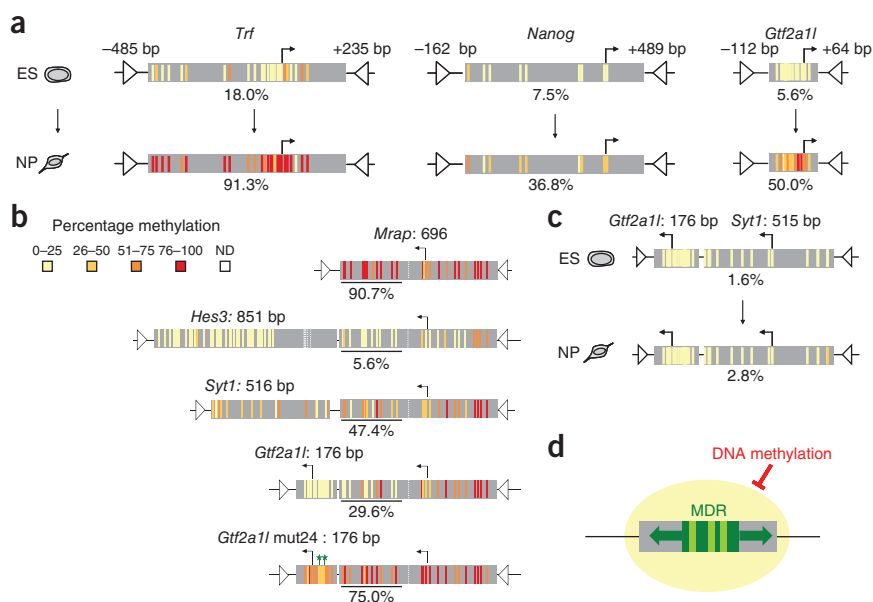 a
Trf
Nanog
Gtf2a1l
–485 bp
+235 bp
–162 bp
+489 bp
–112 bp
+64 bp
ES
18.0%
7.5%
5.6%
NP
91.3%
36.8%
50.0%
b
Percentage methylation
0–25
26–50
51–75
76–100
ND
Mrap: 696
90.7%
Hes3: 851 bp
5.6%
Syt1: 516 bp
47.4%
Gtf2a1l: 176 bp
29.6%
Gtf2a1l mut24 : 176 bp
**
75.0%
c
Gtf2a1l: 176 bp
Syt1: 515 bp
ES
1.6%
NP
2.8%
d
DNA methylation
MDR